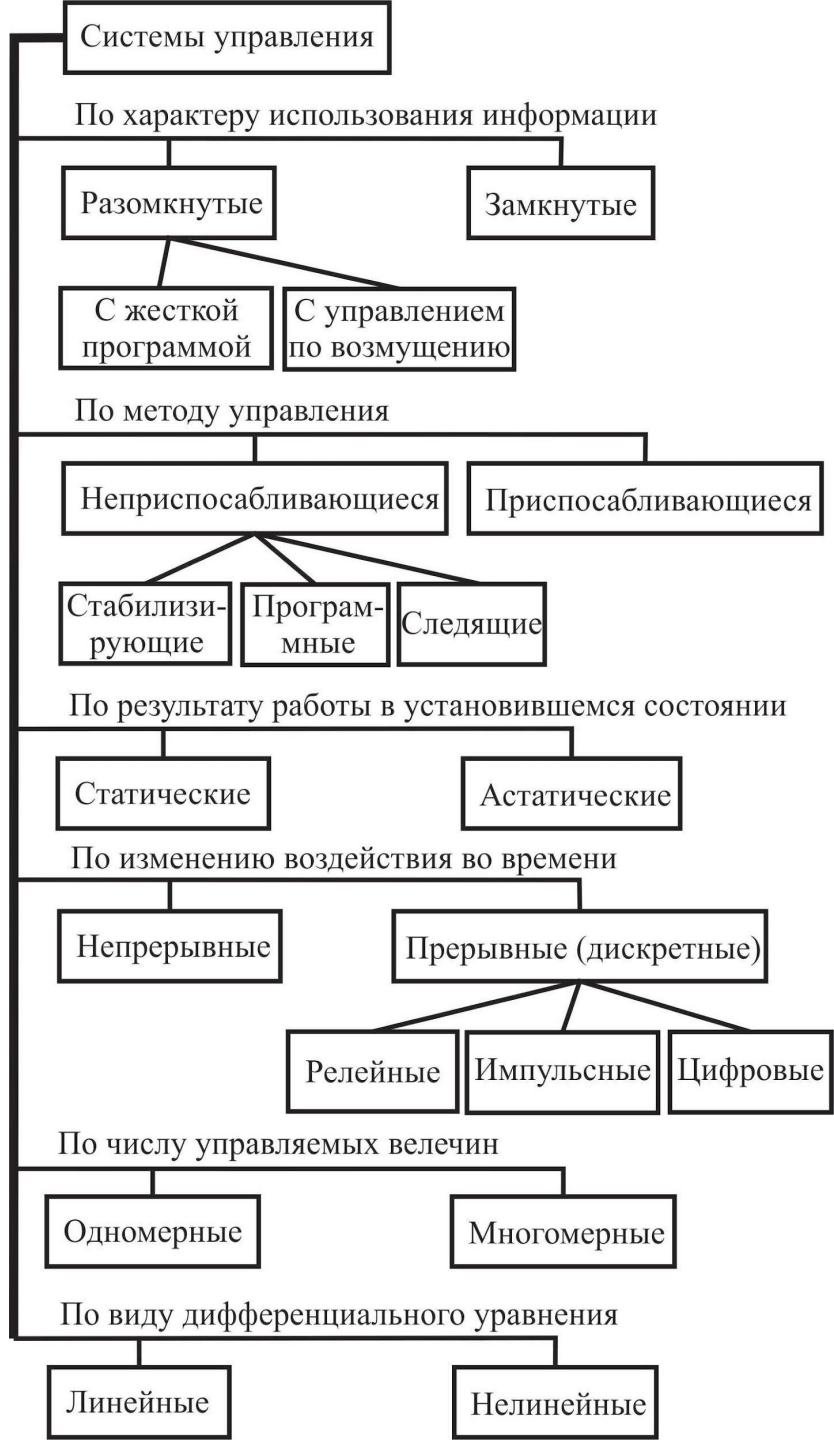 Системы управления
По характеру использования информации
Разомкнутые
Замкнутые
С жесткой
программой
С управлением
по возмущению
По методу управления
Неприспосабливающиеся
Приспосабливающиеся
Стабилизи-
рующие
Програм-
мные
Следящие
По результату работы в установившемся состоянии
Статические
Астатические
По изменению воздействия во времени
Непрерывные
Прерывные (дискретные)
Релейные
Импульсные
Цифровые
По числу управляемых велечин
Одномерные
Многомерные
По виду дифференциального уравнения
Линейные
Нелинейные